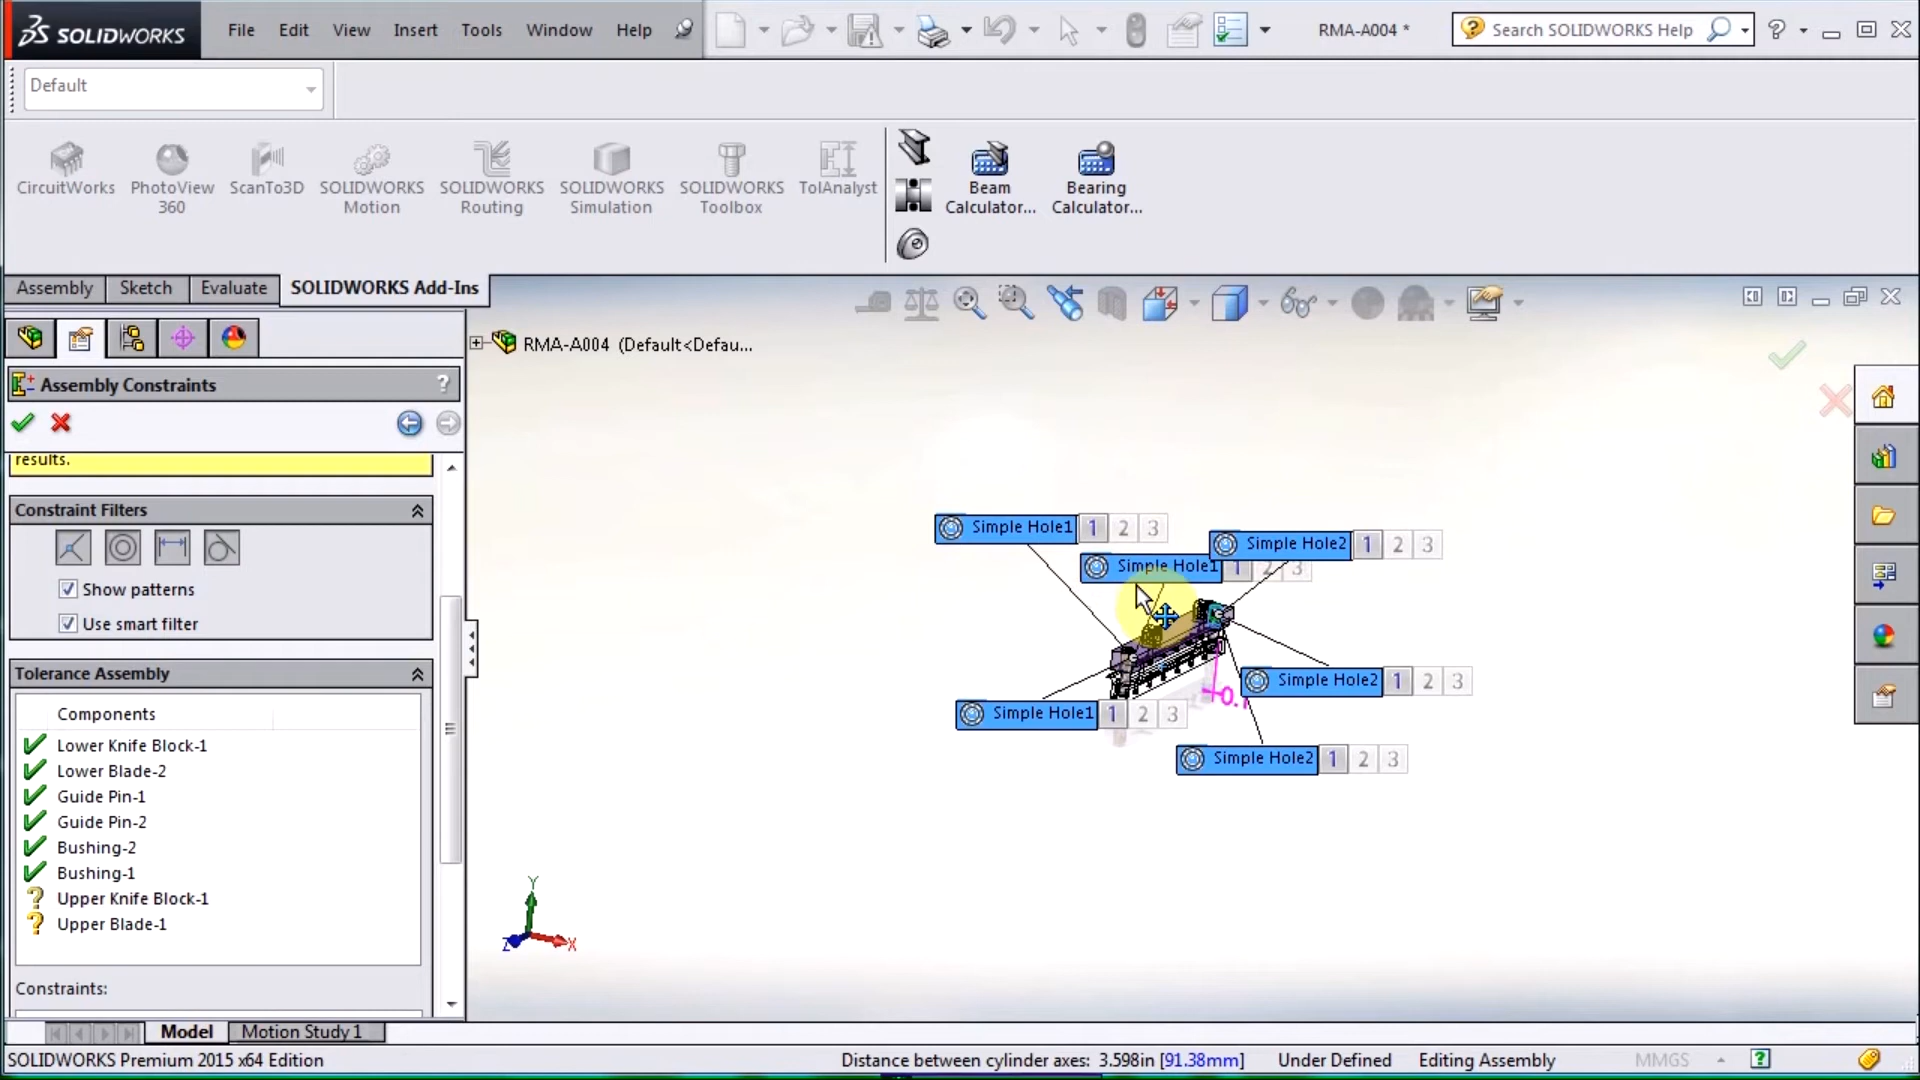 SOLIDWORKS File Edit View Insert Tools Window Help RMA-A004 * Search SOLIDWORKS Help ?
Default
CircuitWorks PhotoView 360 ScanTo3D SOLIDWORKS Motion SOLIDWORKS Routing SOLIDWORKS Simulation SOLIDWORKS Toolbox TolAnalyst Beam Calculator... Bearing Calculator...
Assembly Sketch Evaluate SOLIDWORKS Add-Ins
RMA-A004 (Default<Defau...
Assembly Constraints ?
results.
Constraint Filters
Show patterns
Use smart filter
Tolerance Assembly
Components
Lower Knife Block-1
Lower Blade-2
Guide Pin-1
Guide Pin-2
Bushing-2
Bushing-1
Upper Knife Block-1
Upper Blade-1
Constraints:
Simple Hole1 1 2 3
Simple Hole2 1 2 3
Simple Hole1 1 2 3
Simple Hole2 1 2 3
Simple Hole1 1 2 3
Simple Hole2 1 2 3
Y
Z X
Model Motion Study 1
SOLIDWORKS Premium 2015 x64 Edition Distance between cylinder axes: 3.598in [91.38mm] Under Defined Editing Assembly MMGS ?